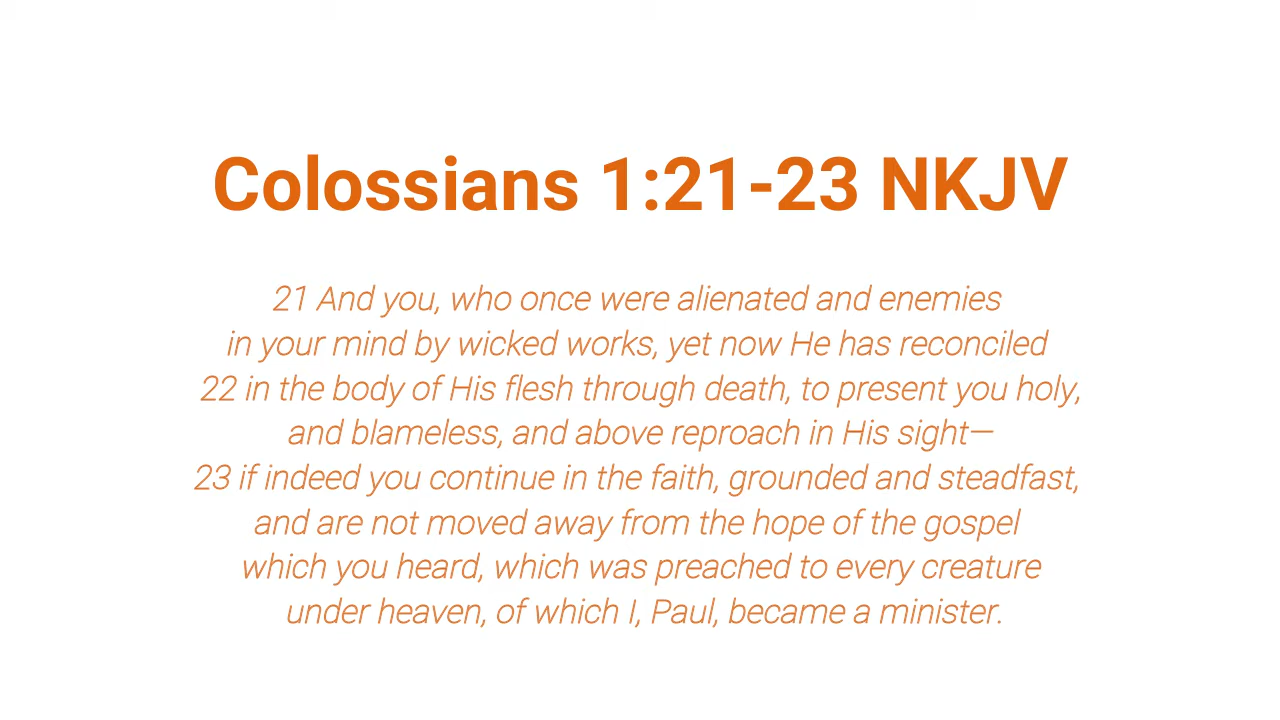 Colossians 1:21-23 NKJV
21 And you, who once were alienated and enemies
in your mind by wicked works, yet now He has reconciled
22 in the body of His flesh through death, to present you holy,
and blameless, and above reproach in His sight—
23 if indeed you continue in the faith, grounded and steadfast,
and are not moved away from the hope of the gospel
which you heard, which was preached to every creature
under heaven, of which I, Paul, became a minister.